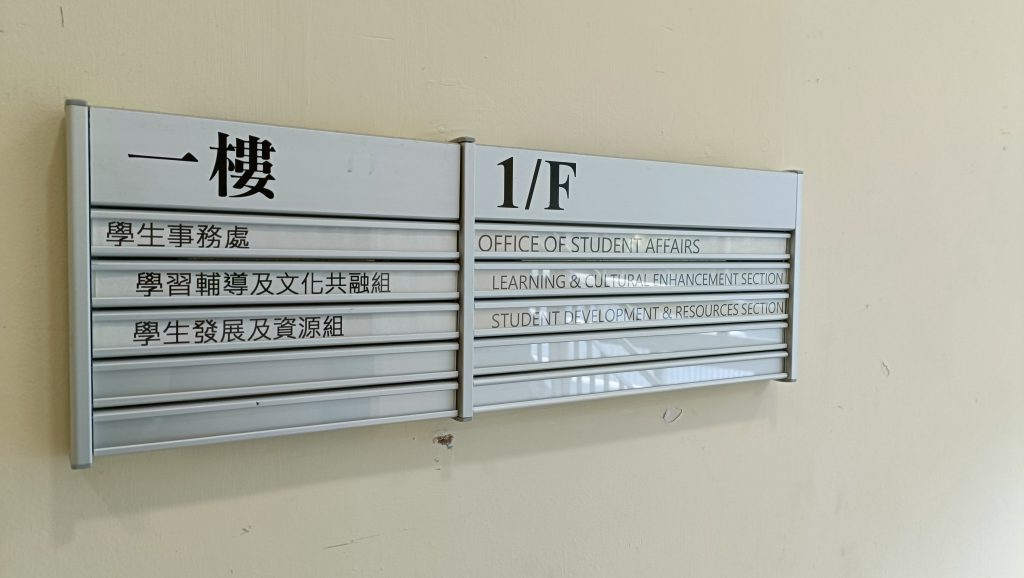 一樓
學生事務處
學習輔導及文化共融組
學生發展及資源組
1/F
OFFICE OF STUDENT AFFAIRS
LEARNING & CULTURAL ENHANCEMENT SECTION
STUDENT DEVELOPMENT & RESOURCES SECTION